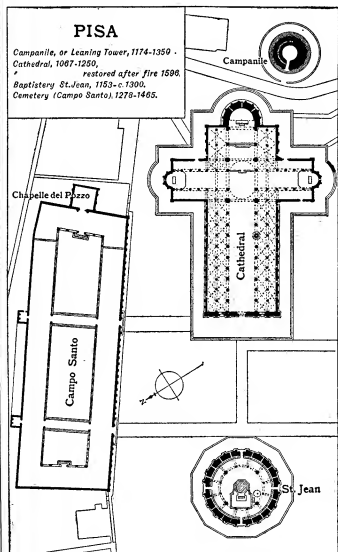 PISA
Campanile, or Leaning Tower, 1174-1359 .
Cathedral, 1067-1250,
" restored after fire 1596.
Baptistery St. Jean, 1153-c. 1300.
Cemetery (Campo Santo). 1278-1465.
Campanile
Chapelle del Pozzo
Cathedral
Campo Santo
N
St. Jean